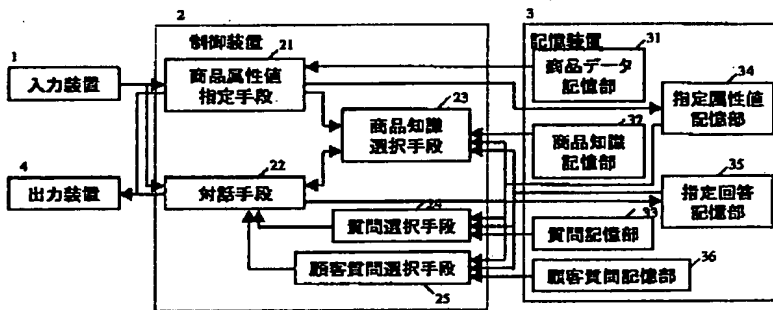 1
入力装置
4
出力装置
2
制御装置
21
商品属性値
指定手段
23
商品知識
選択手段
22
対話手段
24
質問選択手段
顧客質問選択手段
25
3
記憶装置
31
商品データ
記憶部
32
商品知識
記憶部
33
質問記憶部
顧客質問記憶部
36
34
指定属性値
記憶部
35
指定回答
記憶部